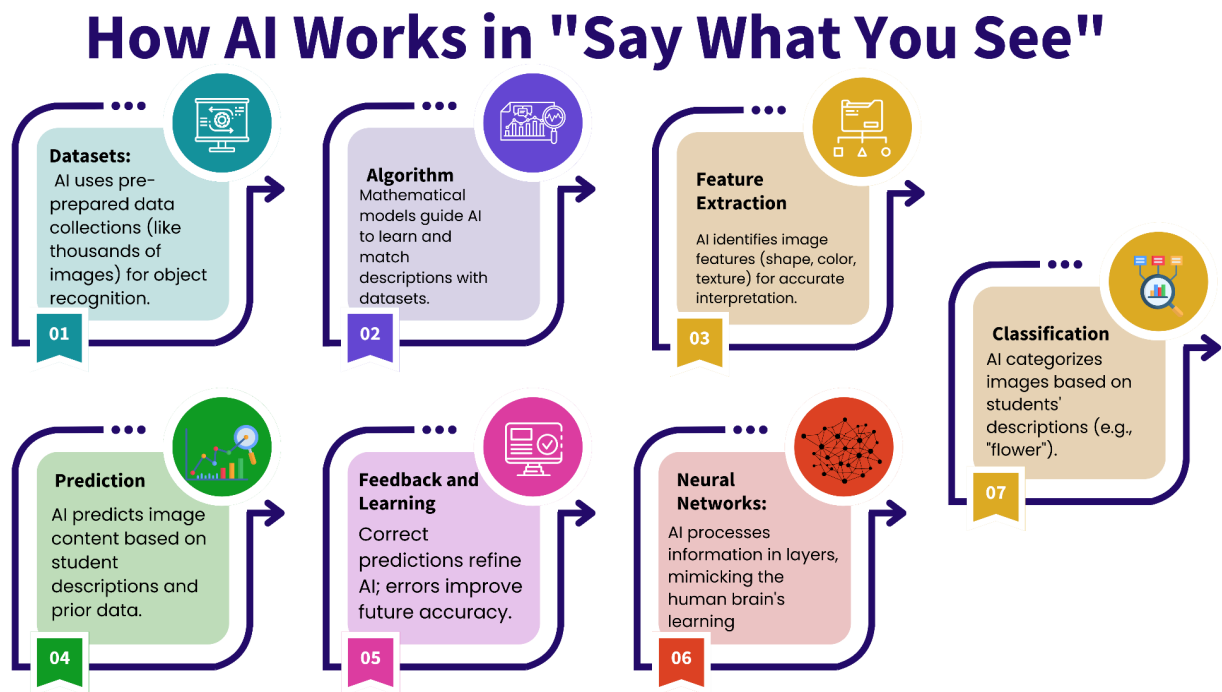 How AI Works in "Say What You See"
Datasets:
AI uses pre-
prepared data
collections (like
thousands of
images) for object
recognition.
01
Algorithm
Mathematical
models guide AI
to learn and
match
descriptions with
datasets.
02
Feature
Extraction
AI identifies image
features (shape, color,
texture) for accurate
interpretation.
03
Prediction
AI predicts image
content based on
student
descriptions and
prior data.
04
Feedback and
Learning
Correct
predictions refine
AI; errors improve
future accuracy.
05
Neural
Networks:
AI processes
information in layers,
mimicking the
human brain's
learning
06
Classification
AI categorizes
images based on
students'
descriptions (e.g.,
"flower").
07